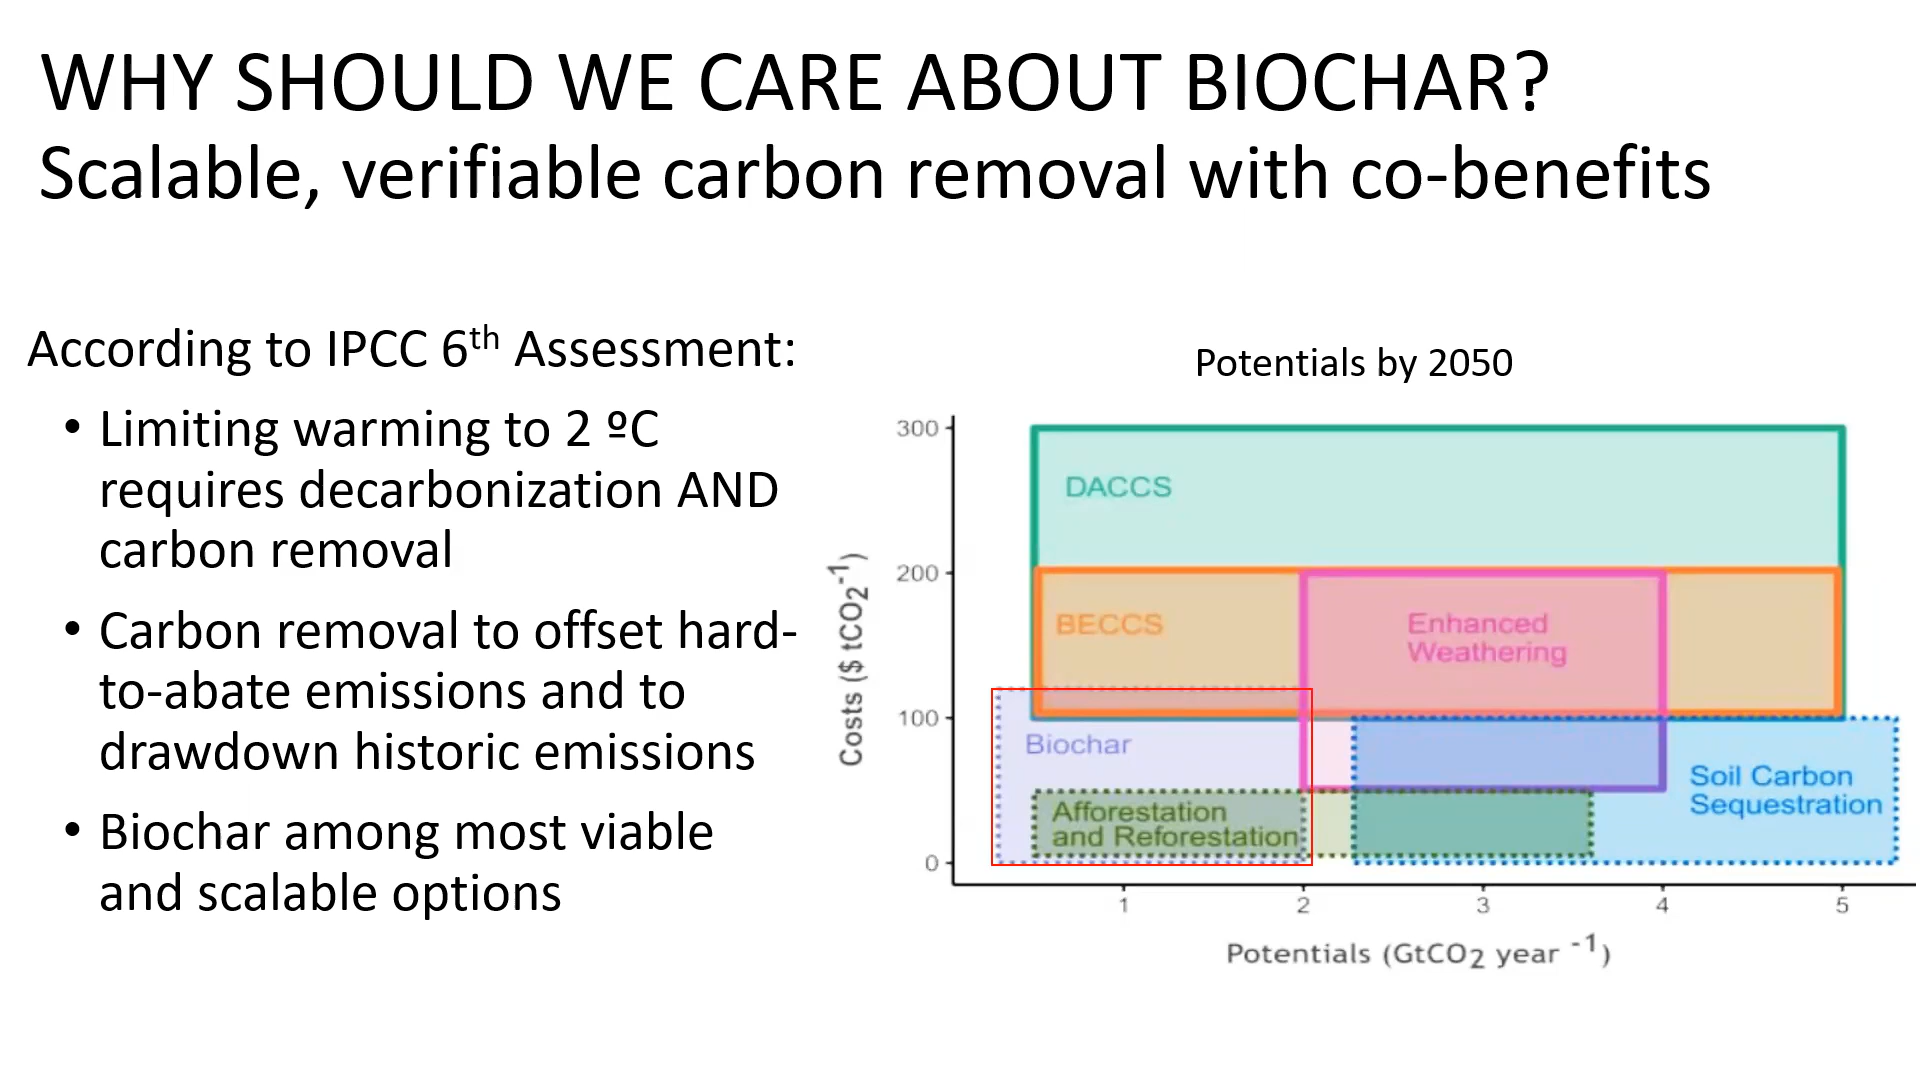 WHY SHOULD WE CARE ABOUT BIOCHAR?
Scalable, verifiable carbon removal with co-benefits
According to IPCC 6th Assessment:
• Limiting warming to 2 ºC
requires decarbonization AND
carbon removal
• Carbon removal to offset hard-
to-abate emissions and to
drawdown historic emissions
• Biochar among most viable
and scalable options
Potentials by 2050
Costs ($ tCO2-1)
300
200
100
0
DACCS
BECCS
Enhanced
Weathering
Biochar
Afforestation
and Reforestation
Soil Carbon
Sequestration
1 2 3 4 5
Potentials (GtCO2 year -1)